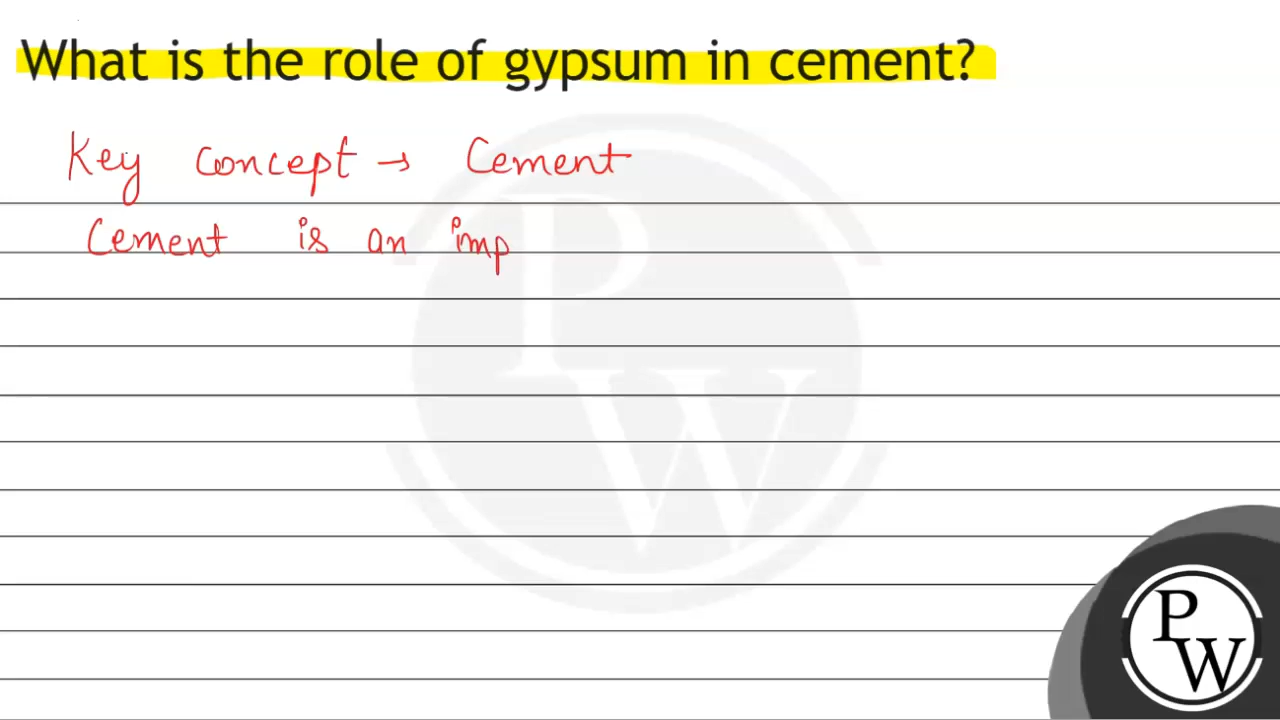 What is the role of gypsum in cement?
Key concept → Cement
Cement is an imp
P
W
P
W